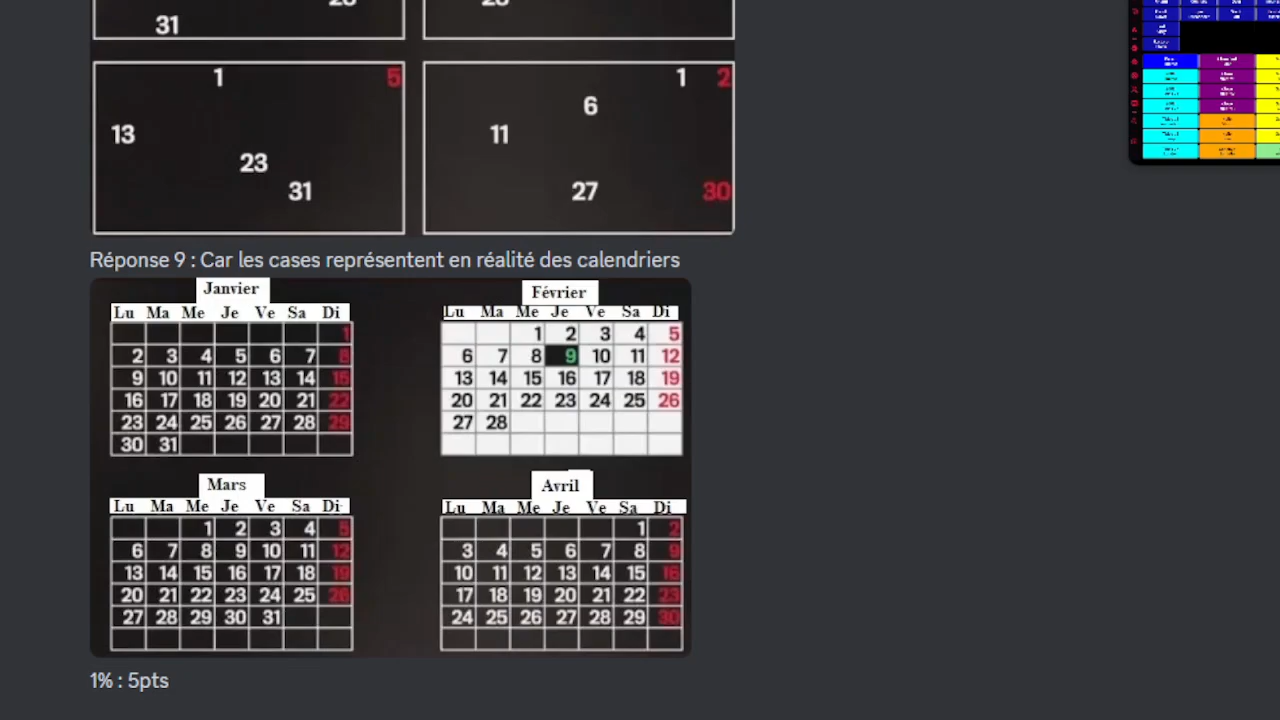 31
1 5
13
23
31
1 2
6
11
27
30
Réponse 9 : Car les cases représentent en réalité des calendriers
Janvier
Lu Ma Me Je Ve Sa Di
1
2 3 4 5 6 7 8
9 10 11 12 13 14 15
16 17 18 19 20 21 22
23 24 25 26 27 28 29
30 31
Février
Lu Ma Me Je Ve Sa Di
1 2 3 4 5
6 7 8 9 10 11 12
13 14 15 16 17 18 19
20 21 22 23 24 25 26
27 28
Mars
Lu Ma Me Je Ve Sa Di
1 2 3 4 5
6 7 8 9 10 11 12
13 14 15 16 17 18 19
20 21 22 23 24 25 26
27 28 29 30 31
Avril
Lu Ma Me Je Ve Sa Di
1 2
3 4 5 6 7 8 9
10 11 12 13 14 15 16
17 18 19 20 21 22 23
24 25 26 27 28 29 30
1% : 5pts